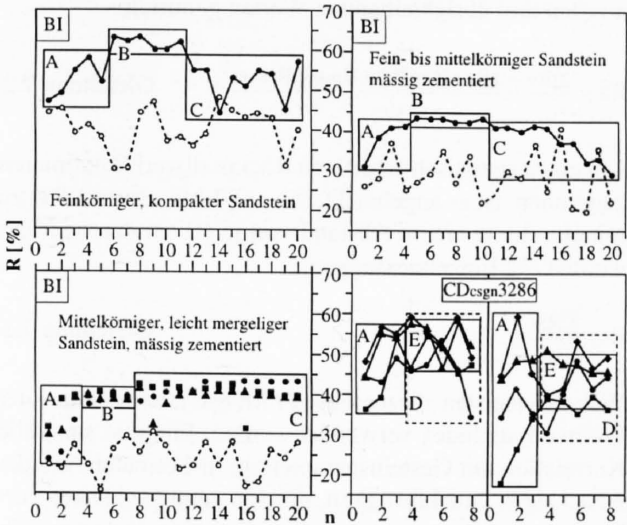 BI
A
B
C
Feinkörniger, kompakter Sandstein
0 2 4 6 8 10 12 14 16 18 20
70
60
50
40
30
20
BI
Fein- bis mittelkörniger Sandstein
mässig zementiert
A
B
C
0 2 4 6 8 10 12 14 16 18 20
R [%]
BI
Mittelkörniger, leicht mergeliger
Sandstein, mässig zementiert
A
B
C
0 2 4 6 8 10 12 14 16 18 20
70
60
50
40
30
20
n
CDcsgn3286
A
E
D
0 2 4 6 8
A
E
D
0 2 4 6 8